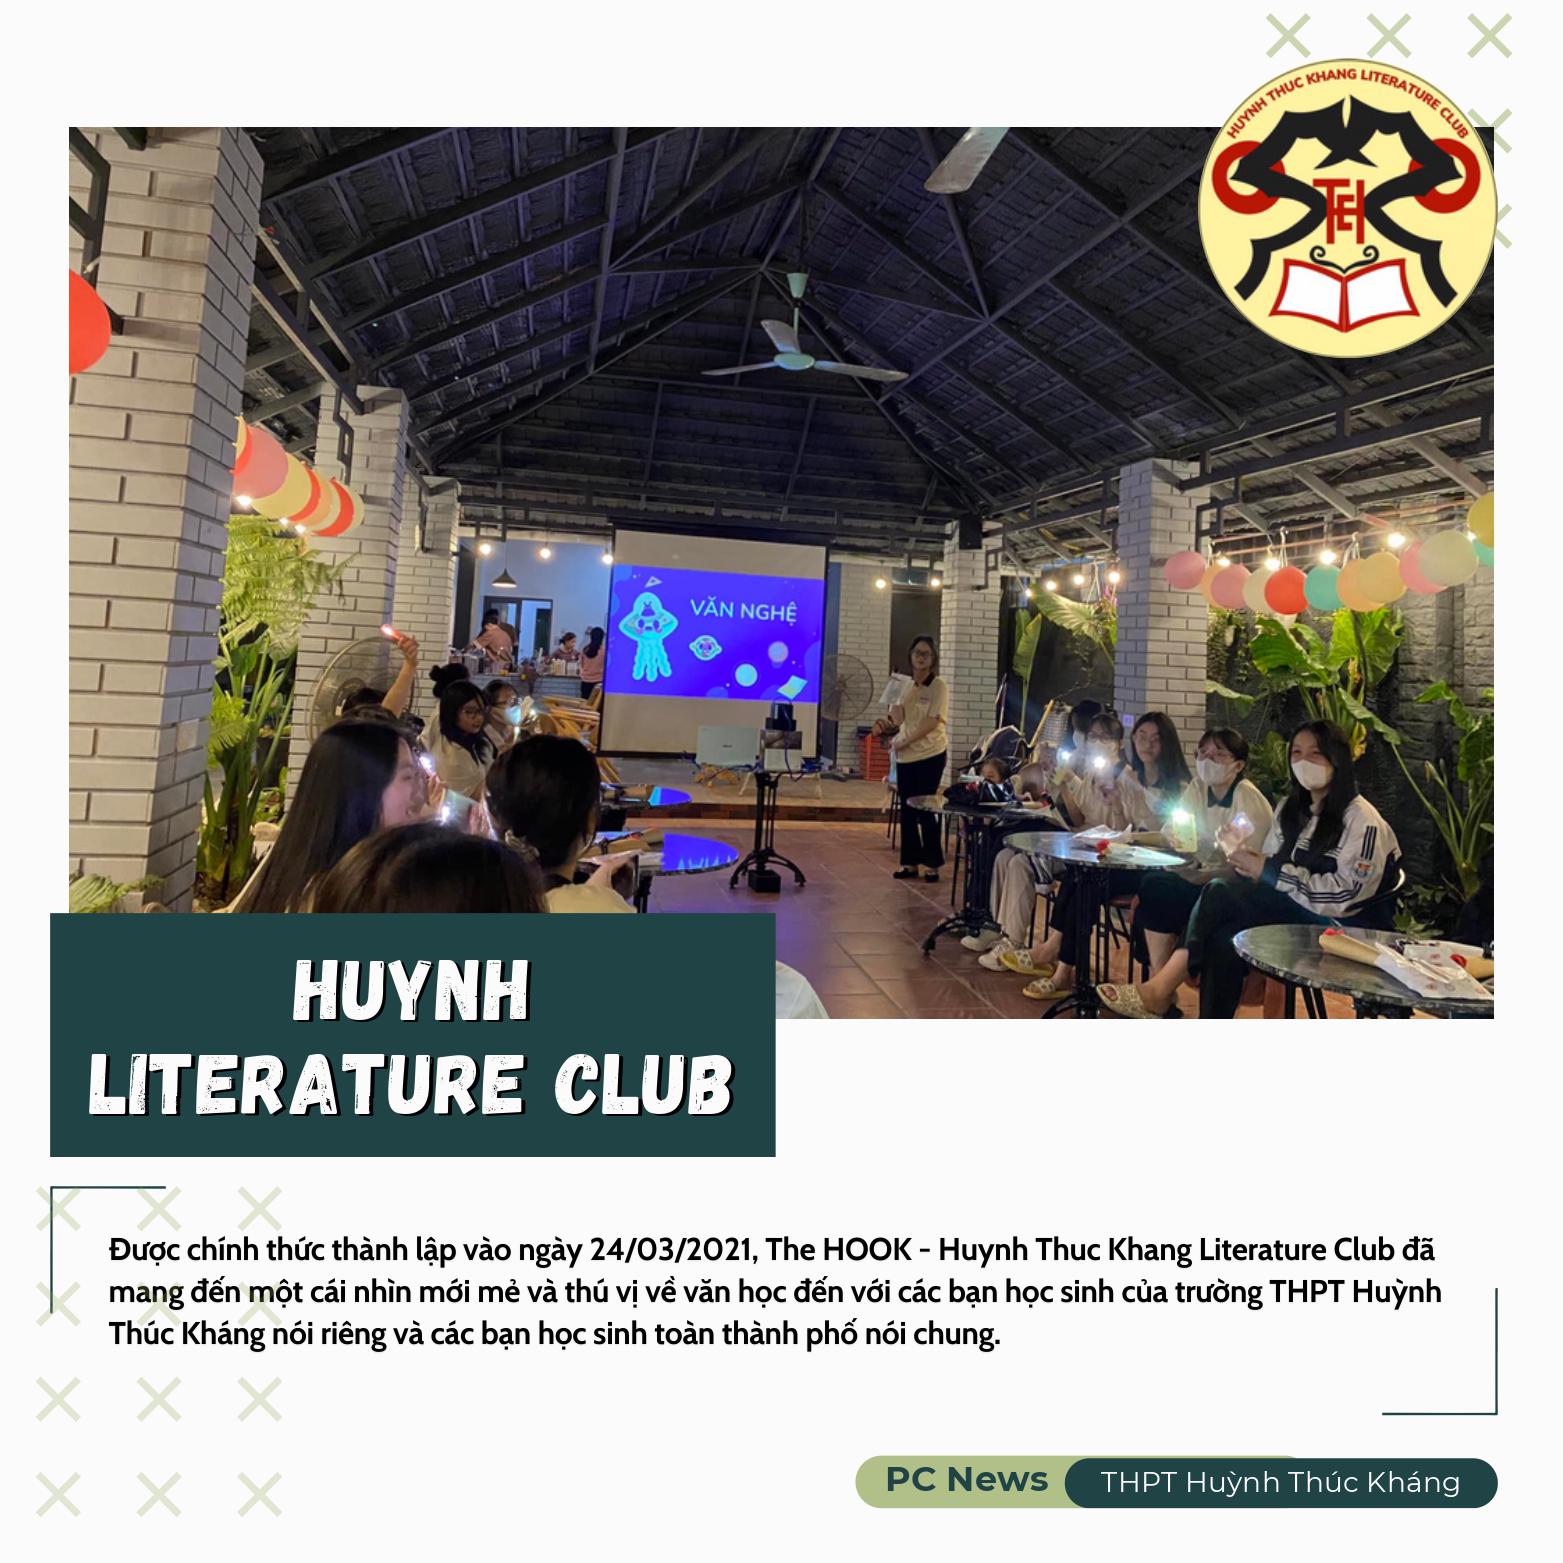 HUYNH THUC KHANG LITERATURE CLUB
VĂN NGHỆ
HUYNH
LITERATURE CLUB
Được chính thức thành lập vào ngày 24/03/2021, The HOOK - Huynh Thuc Khang Literature Club đã
mang đến một cái nhìn mới mẻ và thú vị về văn học đến với các bạn học sinh của trường THPT Huỳnh
Thúc Kháng nói riêng và các bạn học sinh toàn thành phố nói chung.
PC News
THPT Huỳnh Thúc Kháng